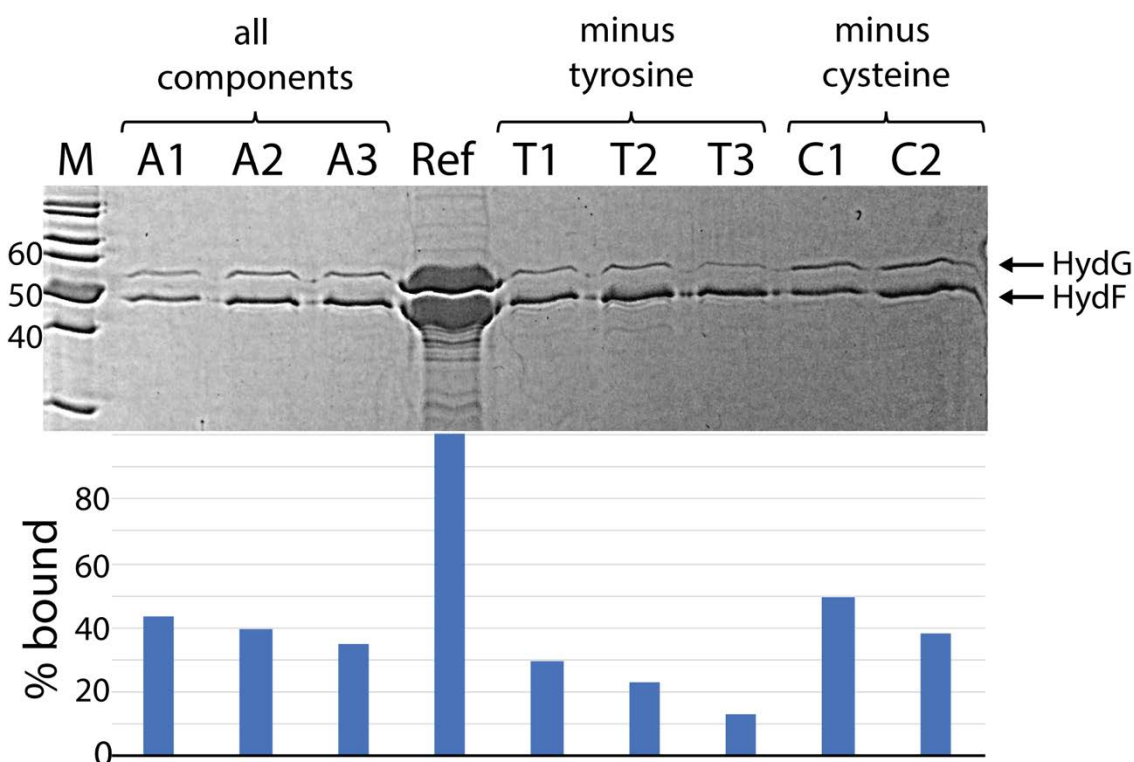 all
components
minus
tyrosine
minus
cysteine
M A1 A2 A3 Ref T1 T2 T3 C1 C2
60
50
40
HydG
HydF
% bound
80
60
40
20
0